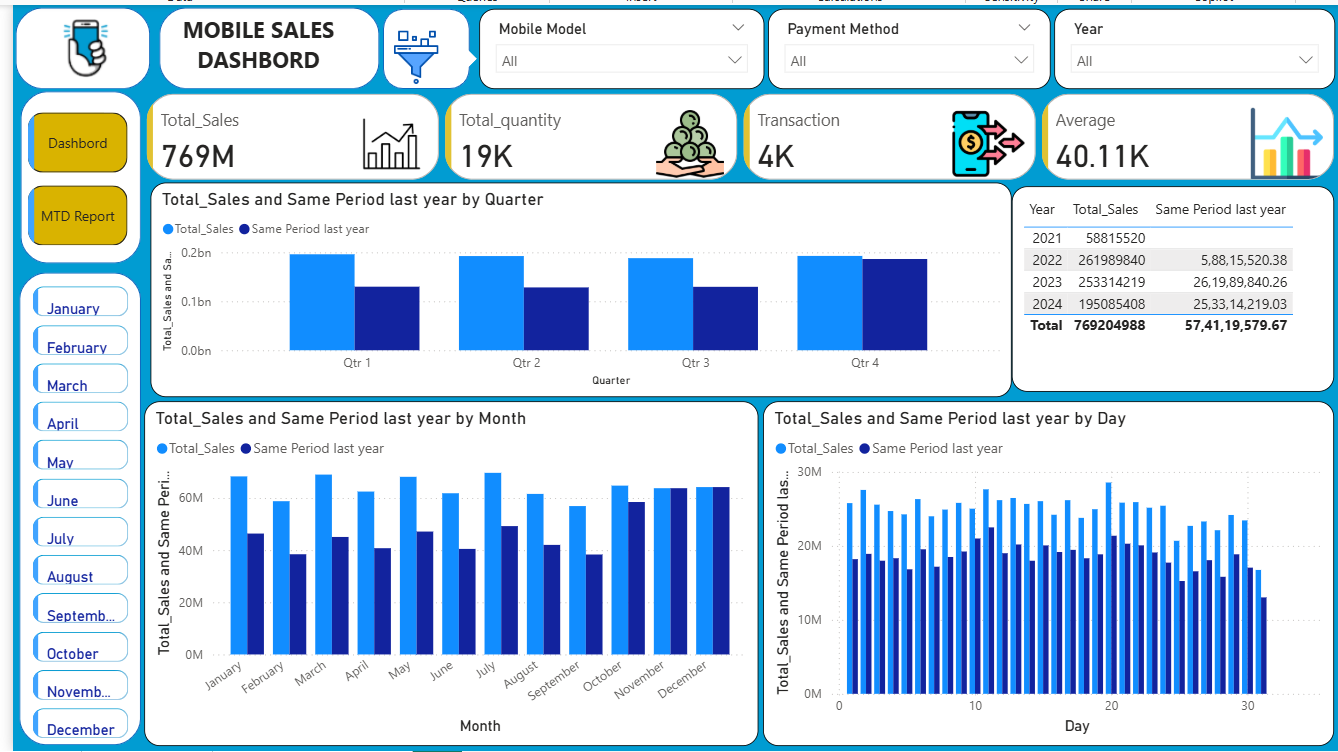 MOBILE SALES
DASHBORD
Mobile Model
All
Payment Method
All
Year
All
Dashbord
MTD Report
Total_Sales
769M
Total_quantity
19K
Transaction
4K
Average
40.11K
January
February
March
April
May
June
July
August
Septemb...
October
Novemb...
December
Total_Sales and Same Period last year by Quarter
Total_Sales Same Period last year
Total_Sales and Sa...
0.2bn
0.1bn
0.0bn
Qtr 1 Qtr 2 Qtr 3 Qtr 4
Quarter
Year Total_Sales Same Period last year
2021 58815520
2022 261989840 5,88,15,520.38
2023 253314219 26,19,89,840.26
2024 195085408 25,33,14,219.03
Total 769204988 57,41,19,579.67
Total_Sales and Same Period last year by Month
Total_Sales Same Period last year
Total_Sales and Same Peri...
60M
40M
20M
0M
January February March April May June July August September October November December
Month
Total_Sales and Same Period last year by Day
Total_Sales Same Period last year
Total_Sales and Same Period las...
30M
20M
10M
0M
0 10 20 30
Day